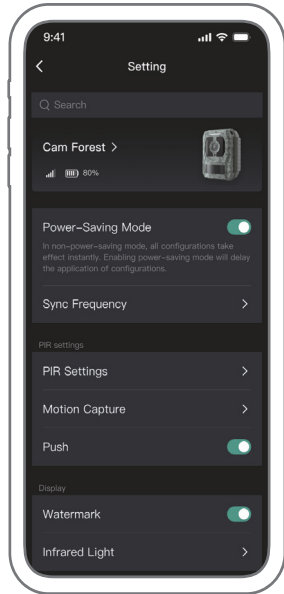 9:41
Setting
Search
Cam Forest >
80%
Power-Saving Mode
In non-power-saving mode, all configurations take
effect instantly. Enabling power-saving mode will delay
the application of configurations.
Sync Frequency >
PIR settings
PIR Settings >
Motion Capture >
Push
Display
Watermark
Infrared Light >